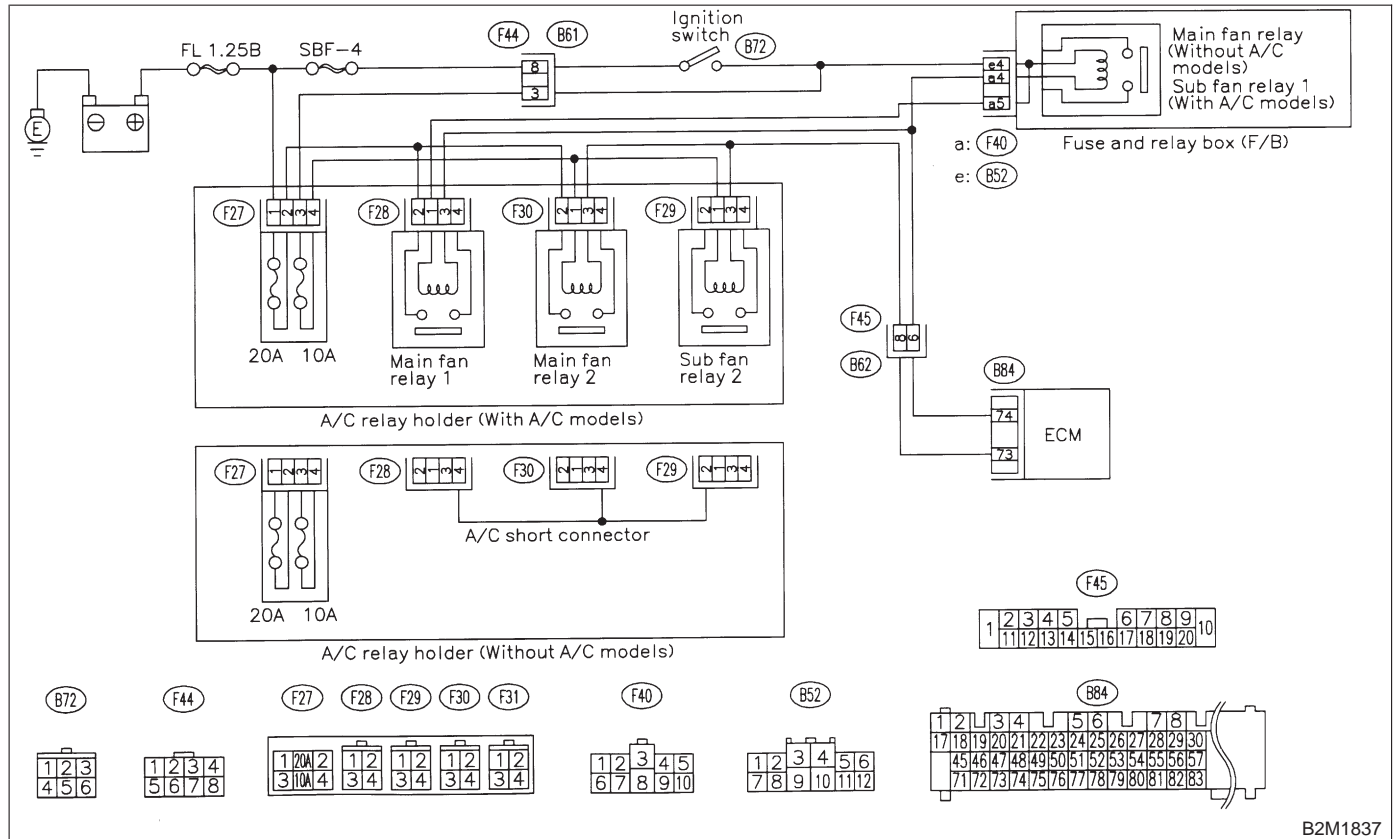 Ignition
switch
FL 1.25B
SBF-4
F44
B61
B72
E
⊖ ⊕
8
3
e4
a4
a5
Main fan relay
(Without A/C
models)
Sub fan relay 1
(With A/C models)
a: F40
e: B52
Fuse and relay box (F/B)
F27
1 2 3 4
F28
2 1 3 4
F30
2 1 3 4
F29
2 1 3 4
20A 10A
Main fan
relay 1
Main fan
relay 2
Sub fan
relay 2
A/C relay holder (With A/C models)
F45
8 6
B62
B84
74
73
ECM
F27
1 2 3 4
F28
2 1 3 4
F30
2 1 3 4
F29
2 1 3 4
A/C short connector
20A 10A
A/C relay holder (Without A/C models)
F45
1 2 3 4 5 6 7 8 9 10
11 12 13 14 15 16 17 18 19 20
B72
1 2 3
4 5 6
F44
1 2 3 4
5 6 7 8
F27
1 20A 2
3 10A 4
F28
1 2
3 4
F29
1 2
3 4
F30
1 2
3 4
F31
1 2
3 4
F40
1 2 3 4 5
6 7 8 9 10
B52
1 2 3 4 5 6
7 8 9 10 11 12
B84
1 2 3 4 5 6 7 8
17 18 19 20 21 22 23 24 25 26 27 28 29 30
45 46 47 48 49 50 51 52 53 54 55 56 57
71 72 73 74 75 76 77 78 79 80 81 82 83
B2M1837